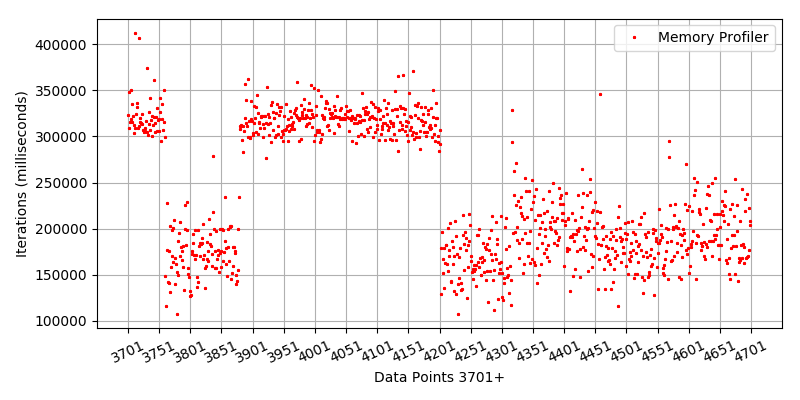 Memory Profiler
Iterations (milliseconds)
400000
350000
300000
250000
200000
150000
100000
3701 3751 3801 3851 3901 3951 4001 4051 4101 4151 4201 4251 4301 4351 4401 4451 4501 4551 4601 4651 4701
Data Points 3701+